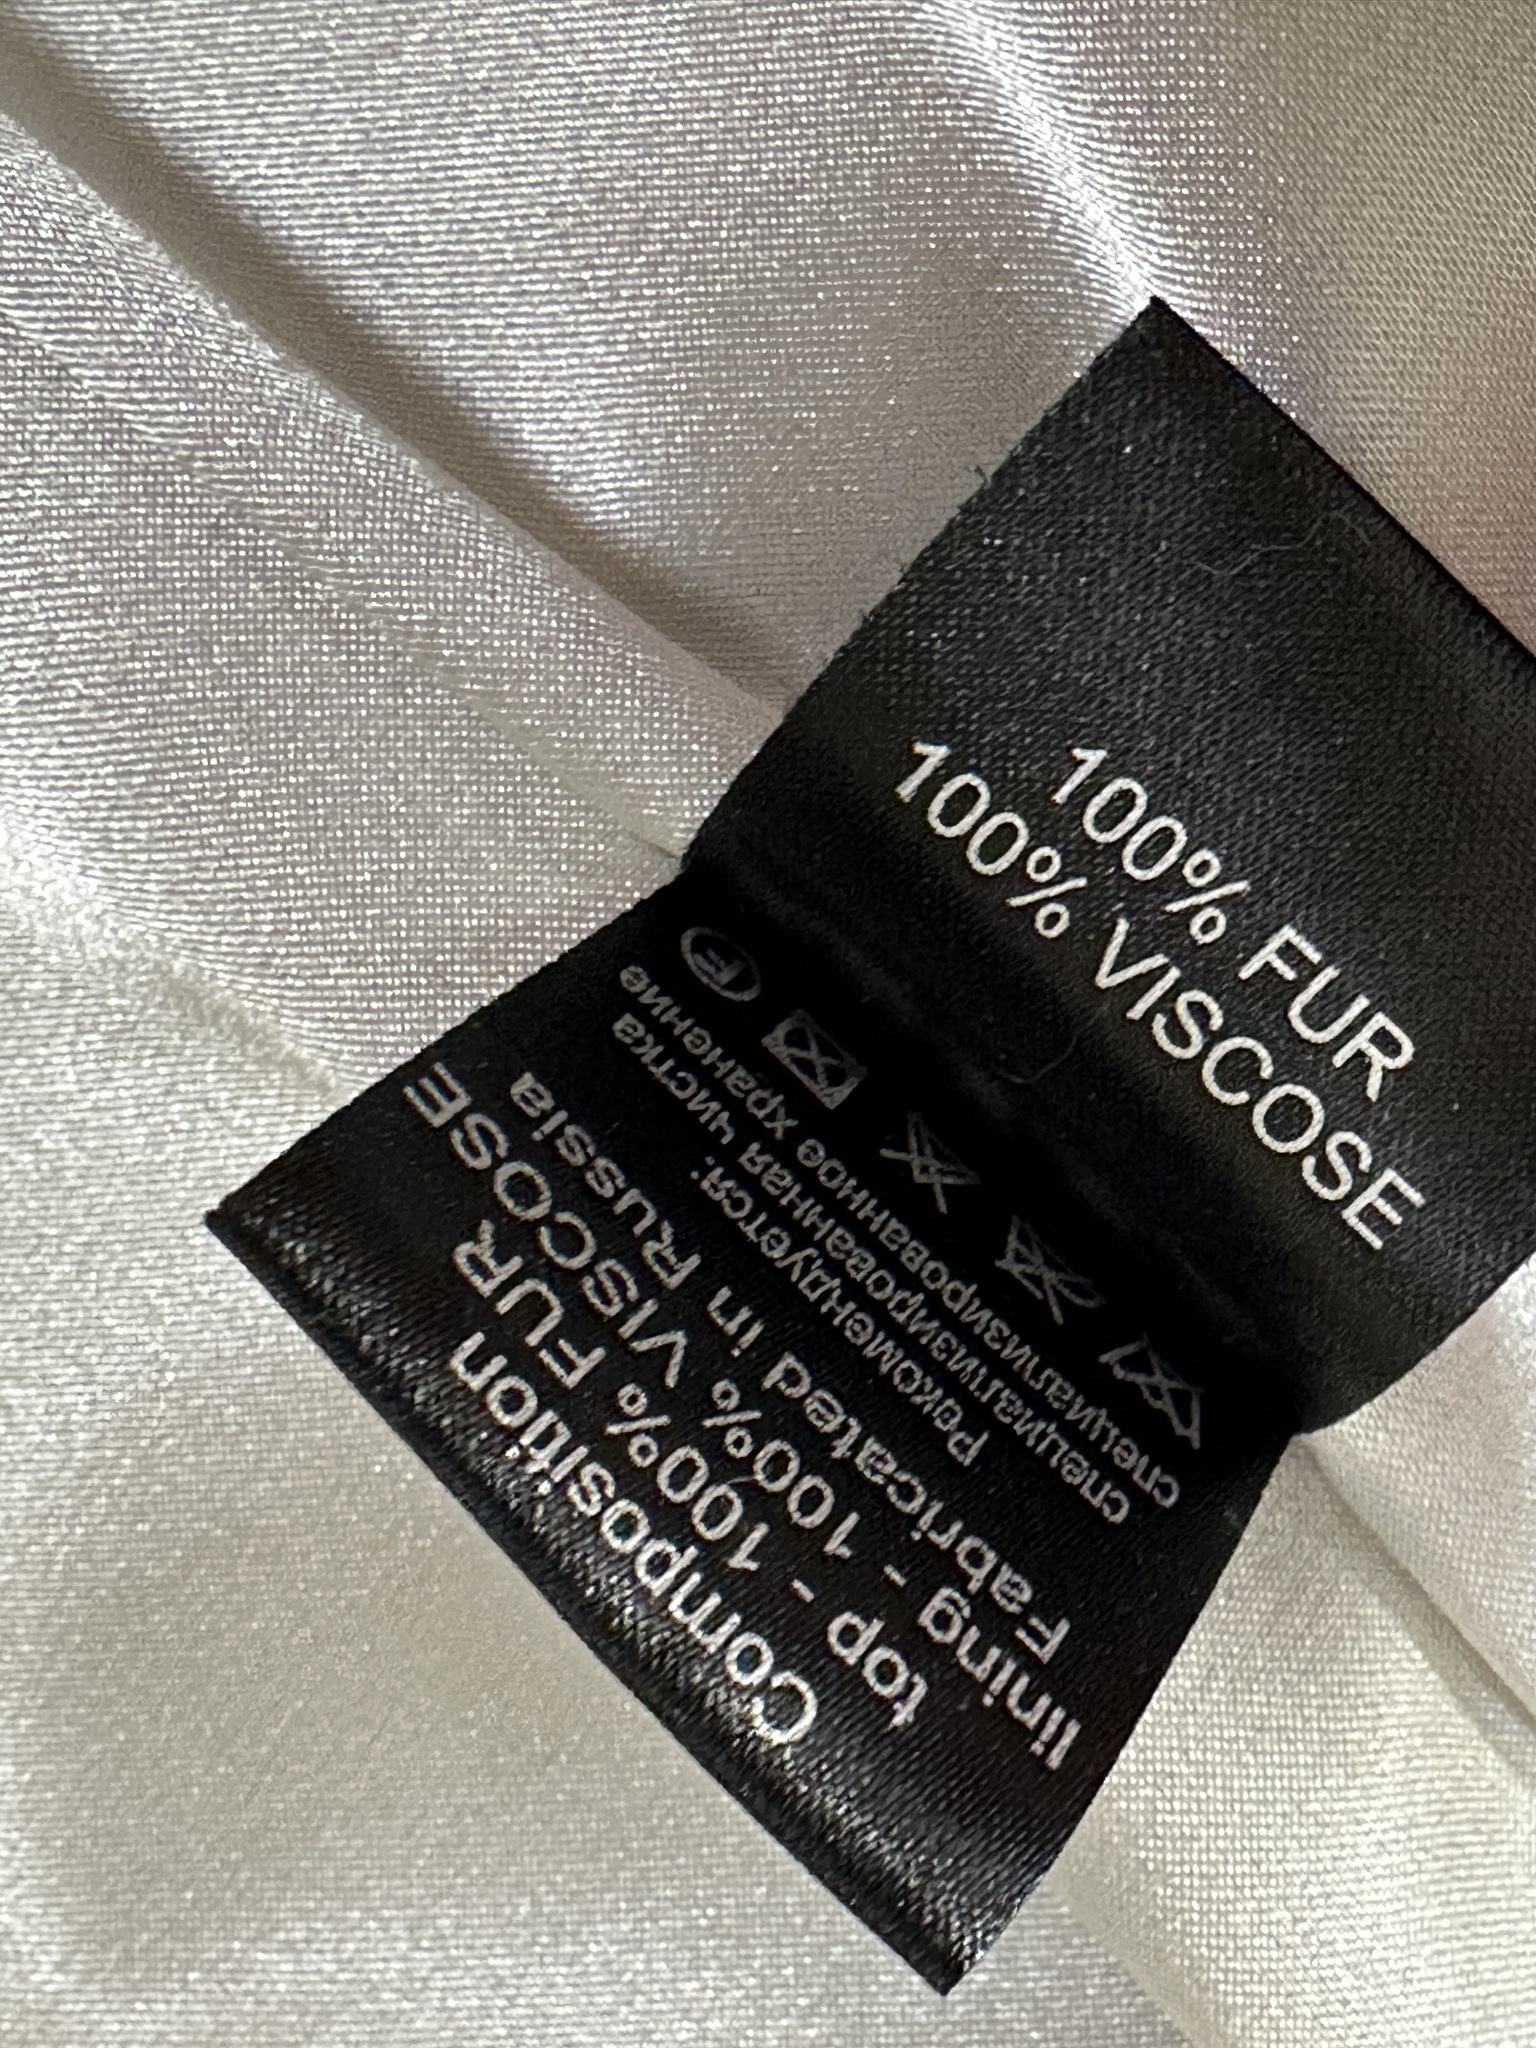 100% FUR
100% VISCOSE
Composition
top - 100% FUR
lining - 100% VISCOSE
Fabricated in Russia
Рекомендуется:
специализированная чистка
специализированное хранение
F